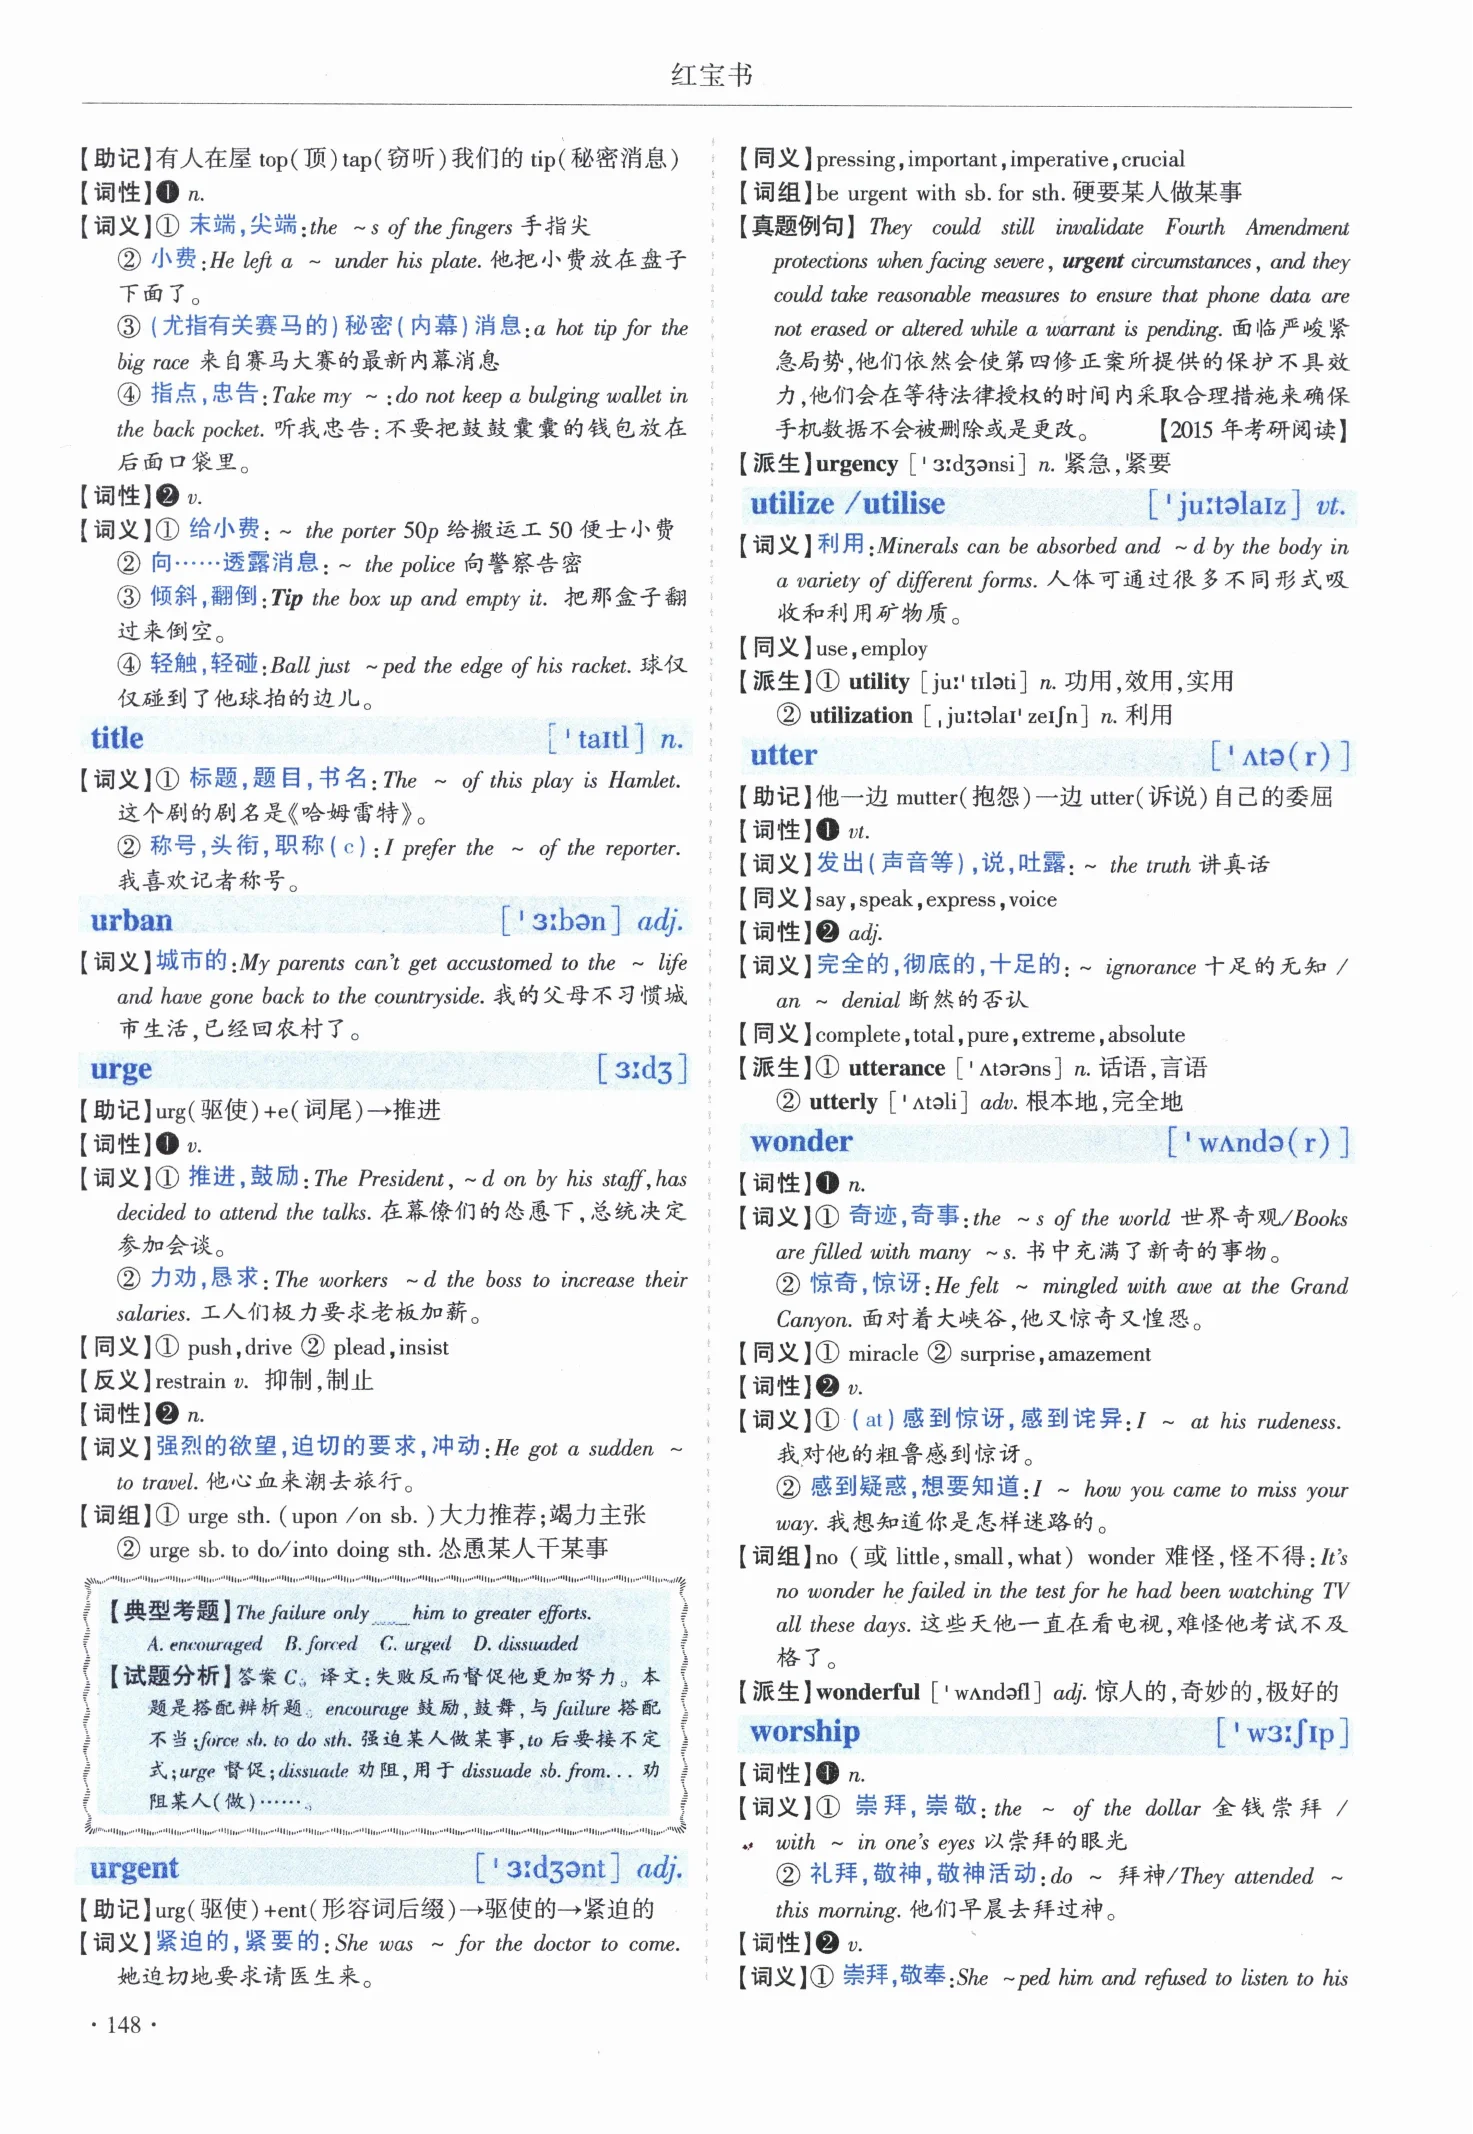 红宝书
【助记】有人在屋 top(顶)tap(窃听)我们的 tip(秘密消息)
【词性】❶ n.
【词义】① 末端,尖端:the ~s of the fingers 手指尖
② 小费:He left a ~ under his plate. 他把小费放在盘子
下面了。
③ (尤指有关赛马的)秘密(内幕)消息:a hot tip for the
big race 来自赛马大赛的最新内幕消息
④ 指点,忠告:Take my ~ :do not keep a bulging wallet in
the back pocket. 听我忠告:不要把鼓鼓囊囊的钱包放在
后面口袋里。
【词性】❷ v.
【词义】① 给小费: ~ the porter 50p 给搬运工 50 便士小费
② 向……透露消息: ~ the police 向警察告密
③ 倾斜,翻倒:Tip the box up and empty it. 把那盒子翻
过来倒空。
④ 轻触,轻碰:Ball just ~ped the edge of his racket. 球仅
仅碰到了他球拍的边儿。
title ['taɪtl] n.
【词义】① 标题,题目,书名:The ~ of this play is Hamlet.
这个剧的剧名是《哈姆雷特》。
② 称号,头衔,职称(c):I prefer the ~ of the reporter.
我喜欢记者称号。
urban ['ɜːbən] adj.
【词义】城市的:My parents can't get accustomed to the ~ life
and have gone back to the countryside. 我的父母不习惯城
市生活,已经回农村了。
urge [ɜːdʒ]
【助记】urg(驱使)+e(词尾)→推进
【词性】❶ v.
【词义】① 推进,鼓励:The President, ~d on by his staff,has
decided to attend the talks. 在幕僚们的怂恿下,总统决定
参加会谈。
② 力劝,恳求:The workers ~d the boss to increase their
salaries. 工人们极力要求老板加薪。
【同义】① push,drive ② plead,insist
【反义】restrain v. 抑制,制止
【词性】❷ n.
【词义】强烈的欲望,迫切的要求,冲动:He got a sudden ~
to travel. 他心血来潮去旅行。
【词组】① urge sth. (upon /on sb. )大力推荐;竭力主张
② urge sb. to do/into doing sth. 怂恿某人干某事
【典型考题】The failure only ___ him to greater efforts.
A. encouraged B. forced C. urged D. dissuaded
【试题分析】答案 C。译文:失败反而督促他更加努力。本
题是搭配辨析题。encourage 鼓励,鼓舞,与 failure 搭配
不当;force sb. to do sth. 强迫某人做某事,to 后要接不定
式;urge 督促;dissuade 劝阻,用于 dissuade sb. from... 劝
阻某人(做)……。
urgent ['ɜːdʒənt] adj.
【助记】urg(驱使)+ent(形容词后缀)→驱使的→紧迫的
【词义】紧迫的,紧要的:She was ~ for the doctor to come.
她迫切地要求请医生来。
· 148 ·
【同义】pressing,important,imperative,crucial
【词组】be urgent with sb. for sth. 硬要某人做某事
【真题例句】They could still invalidate Fourth Amendment
protections when facing severe, urgent circumstances, and they
could take reasonable measures to ensure that phone data are
not erased or altered while a warrant is pending. 面临严峻紧
急局势,他们依然会使第四修正案所提供的保护不具效
力,他们会在等待法律授权的时间内采取合理措施来确保
手机数据不会被删除或是更改。 【2015 年考研阅读】
【派生】urgency ['ɜːdʒənsi] n. 紧急,紧要
utilize /utilise ['juːtəlaɪz] vt.
【词义】利用:Minerals can be absorbed and ~d by the body in
a variety of different forms. 人体可通过很多不同形式吸
收和利用矿物质。
【同义】use,employ
【派生】① utility [juː'tɪləti] n. 功用,效用,实用
② utilization [ˌjuːtəlaɪ'zeɪʃn] n. 利用
utter ['ʌtə(r)]
【助记】他一边 mutter(抱怨)一边 utter(诉说)自己的委屈
【词性】❶ vt.
【词义】发出(声音等),说,吐露: ~ the truth 讲真话
【同义】say,speak,express,voice
【词性】❷ adj.
【词义】完全的,彻底的,十足的: ~ ignorance 十足的无知 /
an ~ denial 断然的否认
【同义】complete,total,pure,extreme,absolute
【派生】① utterance ['ʌtərəns] n. 话语,言语
② utterly ['ʌtəli] adv. 根本地,完全地
wonder ['wʌndə(r)]
【词性】❶ n.
【词义】① 奇迹,奇事:the ~s of the world 世界奇观/Books
are filled with many ~s. 书中充满了新奇的事物。
② 惊奇,惊讶:He felt ~ mingled with awe at the Grand
Canyon. 面对着大峡谷,他又惊奇又惶恐。
【同义】① miracle ② surprise,amazement
【词性】❷ v.
【词义】① (at)感到惊讶,感到诧异:I ~ at his rudeness.
我对他的粗鲁感到惊讶。
② 感到疑惑,想要知道:I ~ how you came to miss your
way. 我想知道你是怎样迷路的。
【词组】no (或 little,small,what) wonder 难怪,怪不得:It's
no wonder he failed in the test for he had been watching TV
all these days. 这些天他一直在看电视,难怪他考试不及
格了。
【派生】wonderful ['wʌndəfl] adj. 惊人的,奇妙的,极好的
worship ['wɜːʃɪp]
【词性】❶ n.
【词义】① 崇拜,崇敬:the ~ of the dollar 金钱崇拜 /
with ~ in one's eyes 以崇拜的眼光
② 礼拜,敬神,敬神活动:do ~ 拜神/They attended ~
this morning. 他们早晨去拜过神。
【词性】❷ v.
【词义】① 崇拜,敬奉:She ~ped him and refused to listen to his